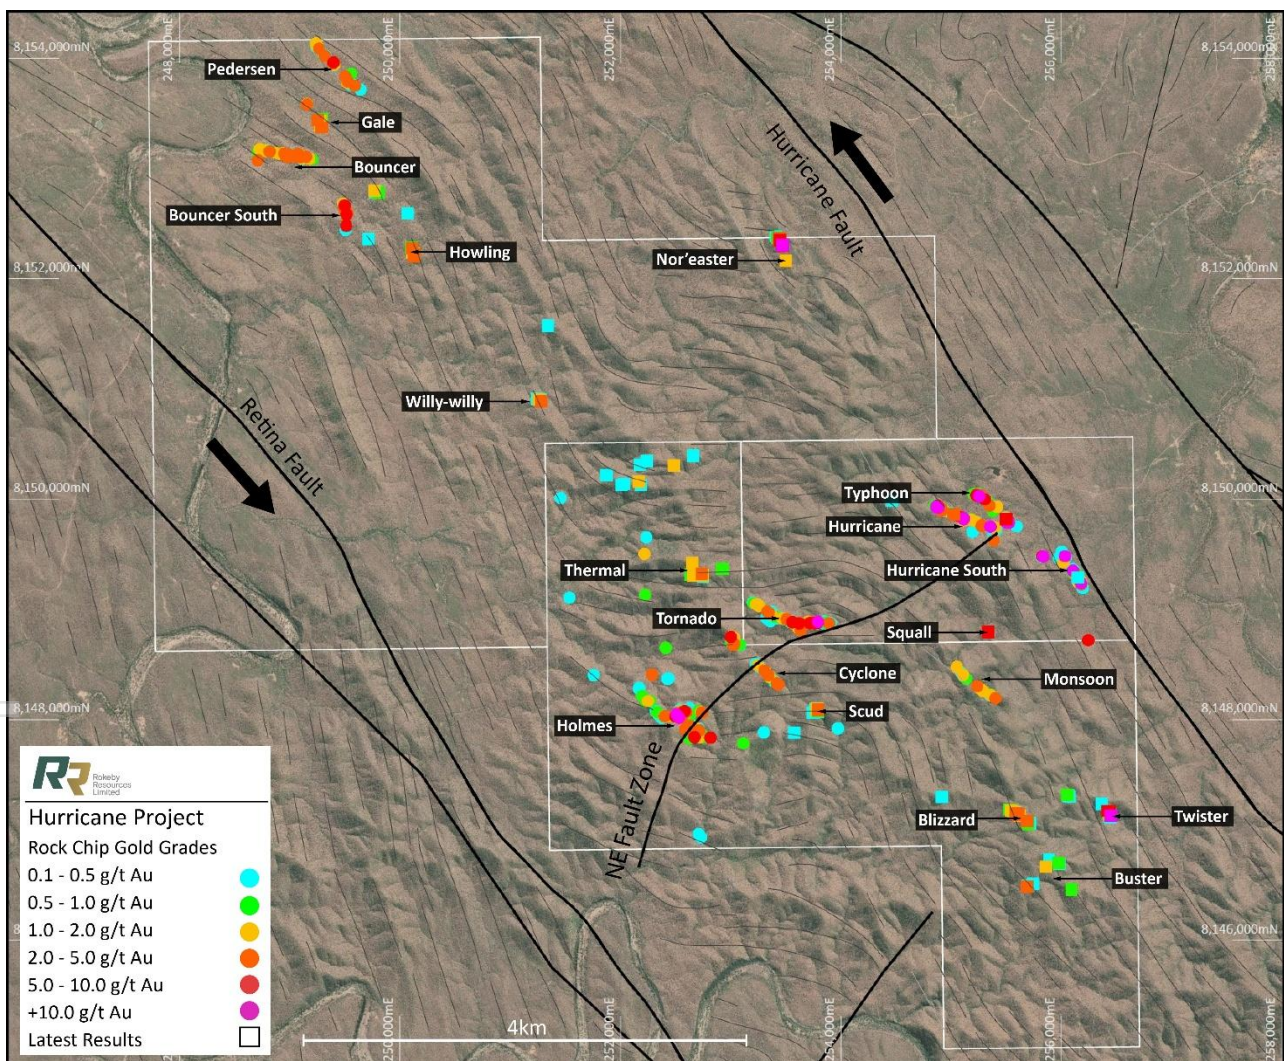 248,000mE
250,000mE
252,000mE
254,000mE
256,000mE
258,000mE
8,154,000mN
8,154,000mN
Pedersen
Gale
Bouncer
Bouncer South
Howling
Hurricane Fault
Nor'easter
8,152,000mN
8,152,000mN
Willy-willy
Retina Fault
8,150,000mN
8,150,000mN
Typhoon
Hurricane
Thermal
Hurricane South
Tornado
Squall
Cyclone
Monsoon
8,148,000mN
8,148,000mN
Scud
Holmes
NE Fault Zone
Blizzard
Twister
Buster
8,146,000mN
RR
Rokeby
Resources
Limited
Hurricane Project
Rock Chip Gold Grades
0.1 - 0.5 g/t Au
0.5 - 1.0 g/t Au
1.0 - 2.0 g/t Au
2.0 - 5.0 g/t Au
5.0 - 10.0 g/t Au
+10.0 g/t Au
Latest Results
4km
250,000mE
252,000mE
254,000mE
256,000mE
258,000mE